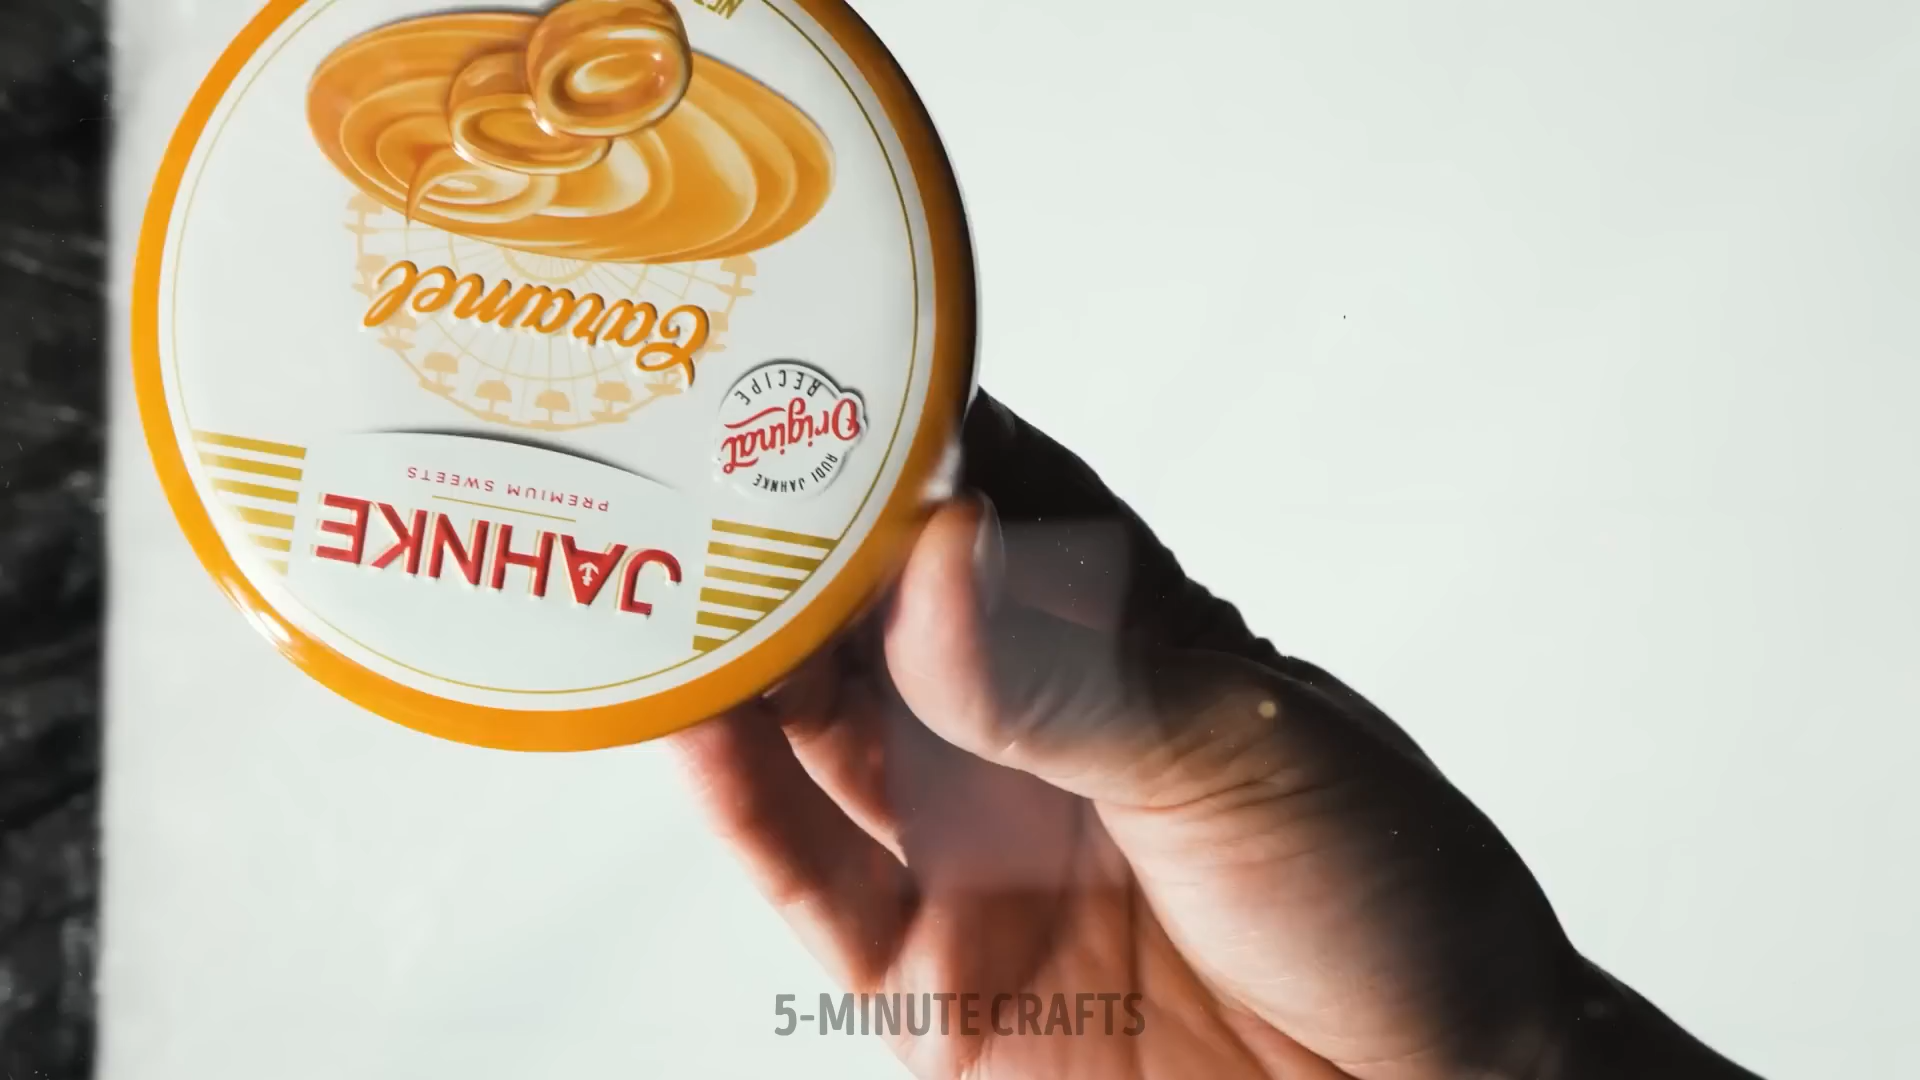 JAHNKE
PREMIUM SWEETS
RUDI JAHNKE
Original
RECIPE
Caramel
5-MINUTE CRAFTS